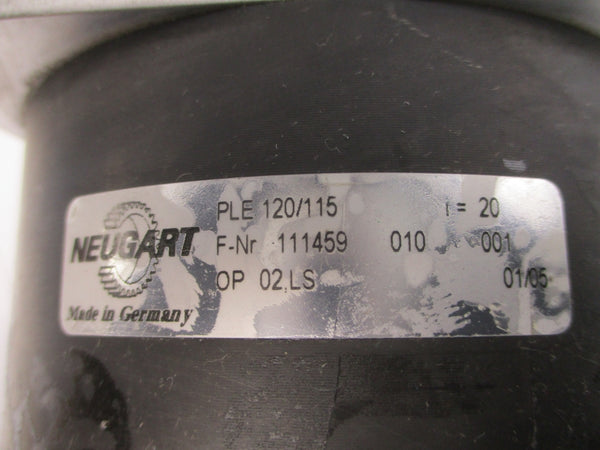 NEUGART
Made in Germany
PLE 120/115 i = 20
F-Nr 111459 010 001
OP 02,LS 01/05